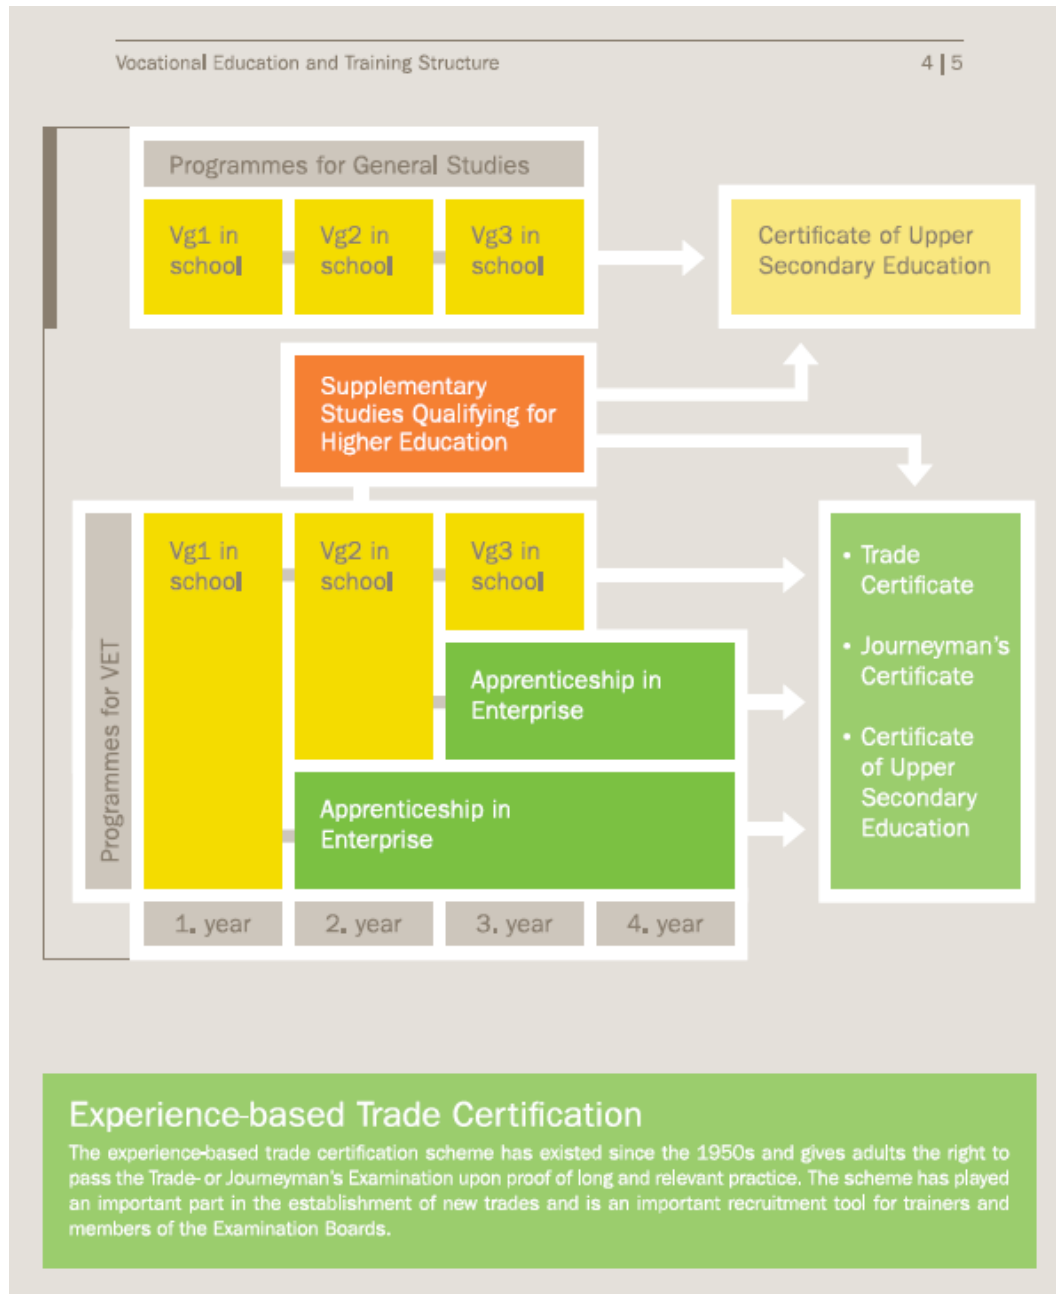 Vocational Education and Training Structure
4 | 5
Programmes for General Studies
Vg1 in
school
Vg2 in
school
Vg3 in
school
Certificate of Upper
Secondary Education
Supplementary
Studies Qualifying for
Higher Education
Programmes for VET
Vg1 in
school
Vg2 in
school
Vg3 in
school
Apprenticeship in
Enterprise
Apprenticeship in
Enterprise
• Trade
Certificate
• Journeyman's
Certificate
• Certificate
of Upper
Secondary
Education
1. year
2. year
3. year
4. year
Experience-based Trade Certification
The experience-based trade certification scheme has existed since the 1950s and gives adults the right to
pass the Trade- or Journeyman's Examination upon proof of long and relevant practice. The scheme has played
an important part in the establishment of new trades and is an important recruitment tool for trainers and
members of the Examination Boards.